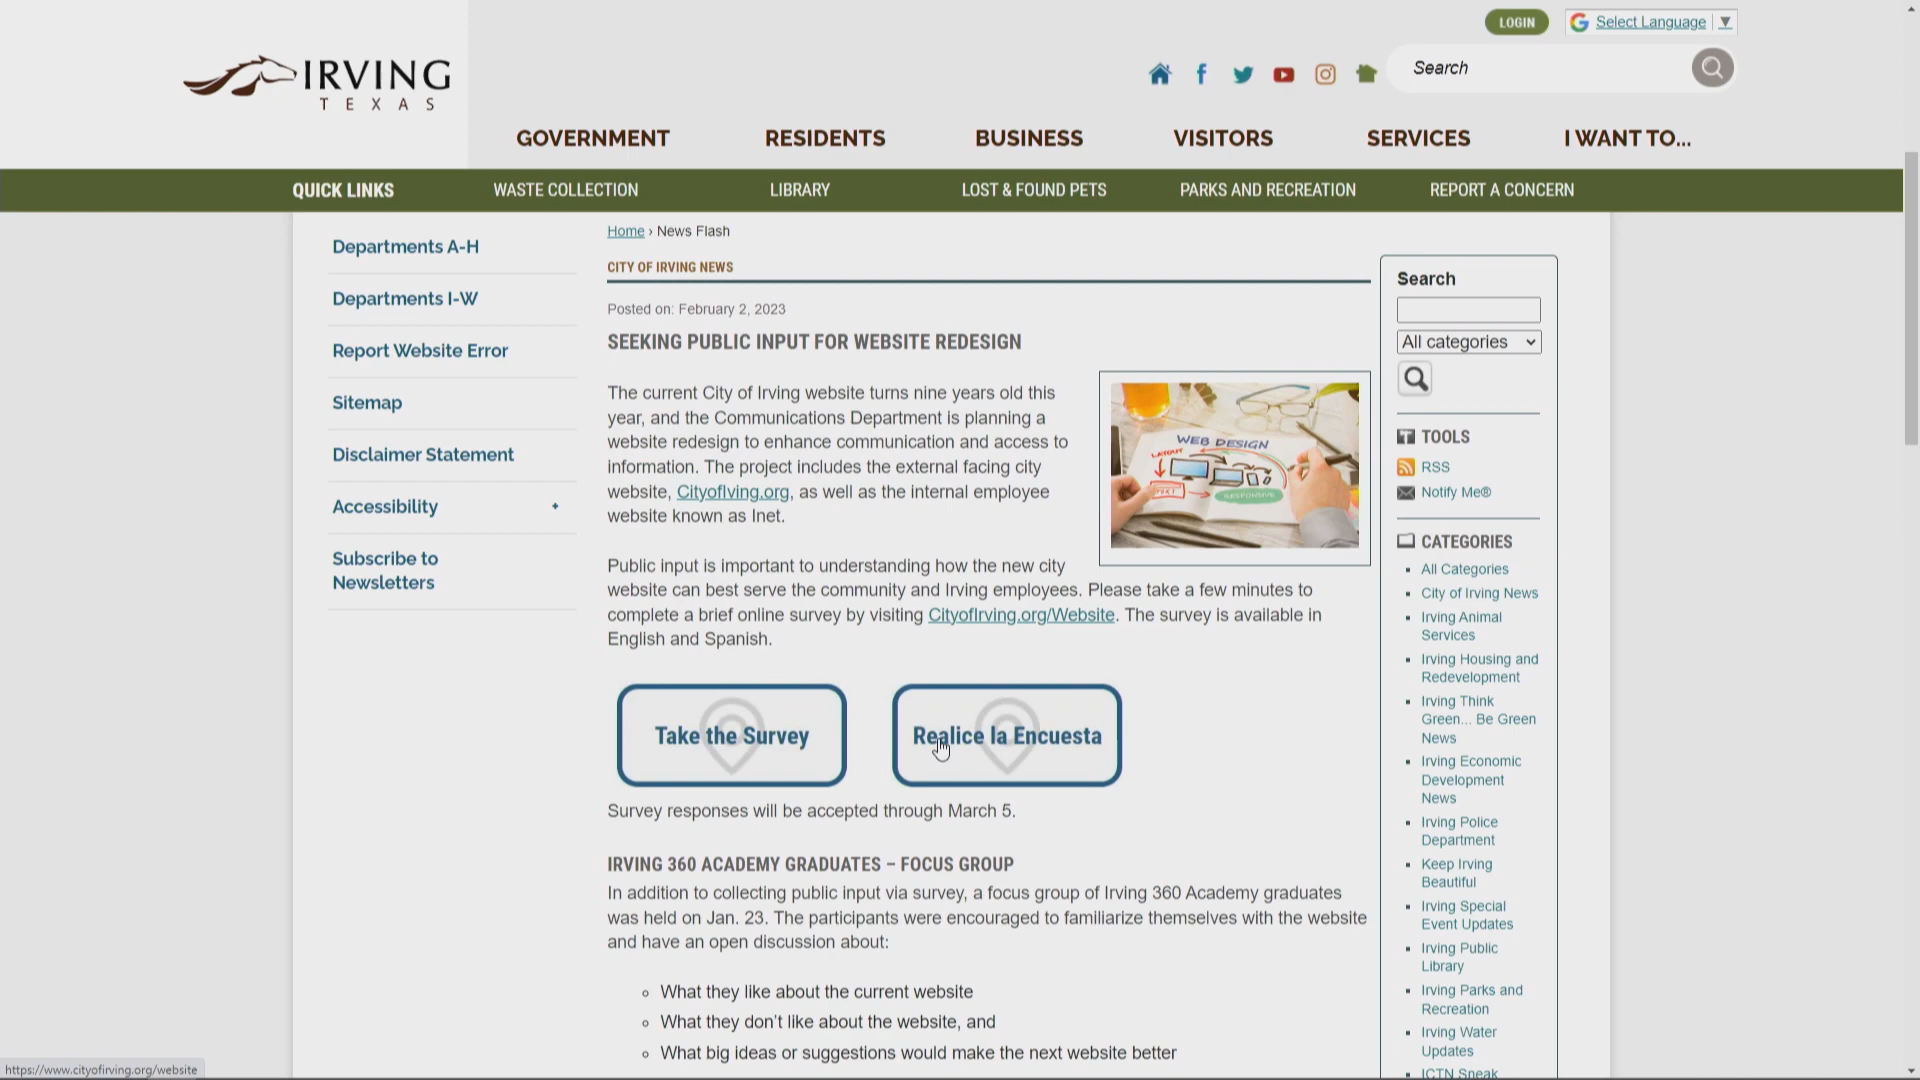 LOGIN
Select Language ▼
IRVING
TEXAS
Search
GOVERNMENT
RESIDENTS
BUSINESS
VISITORS
SERVICES
I WANT TO...
QUICK LINKS
WASTE COLLECTION
LIBRARY
LOST & FOUND PETS
PARKS AND RECREATION
REPORT A CONCERN
Departments A-H
Departments I-W
Report Website Error
Sitemap
Disclaimer Statement
Accessibility +
Subscribe to
Newsletters
Home › News Flash
CITY OF IRVING NEWS
Posted on: February 2, 2023
SEEKING PUBLIC INPUT FOR WEBSITE REDESIGN
The current City of Irving website turns nine years old this
year, and the Communications Department is planning a
website redesign to enhance communication and access to
information. The project includes the external facing city
website, CityofIving.org, as well as the internal employee
website known as Inet.
WEB DESIGN
LAYOUT
RESPONSIVE
Public input is important to understanding how the new city
website can best serve the community and Irving employees. Please take a few minutes to
complete a brief online survey by visiting CityofIrving.org/Website. The survey is available in
English and Spanish.
Take the Survey
Realice la Encuesta
Survey responses will be accepted through March 5.
IRVING 360 ACADEMY GRADUATES – FOCUS GROUP
In addition to collecting public input via survey, a focus group of Irving 360 Academy graduates
was held on Jan. 23. The participants were encouraged to familiarize themselves with the website
and have an open discussion about:
What they like about the current website
What they don't like about the website, and
What big ideas or suggestions would make the next website better
Search
All categories
TOOLS
RSS
Notify Me®
CATEGORIES
All Categories
City of Irving News
Irving Animal
Services
Irving Housing and
Redevelopment
Irving Think
Green... Be Green
News
Irving Economic
Development
News
Irving Police
Department
Keep Irving
Beautiful
Irving Special
Event Updates
Irving Public
Library
Irving Parks and
Recreation
Irving Water
Updates
ICTN Sneak
https://www.cityofirving.org/website